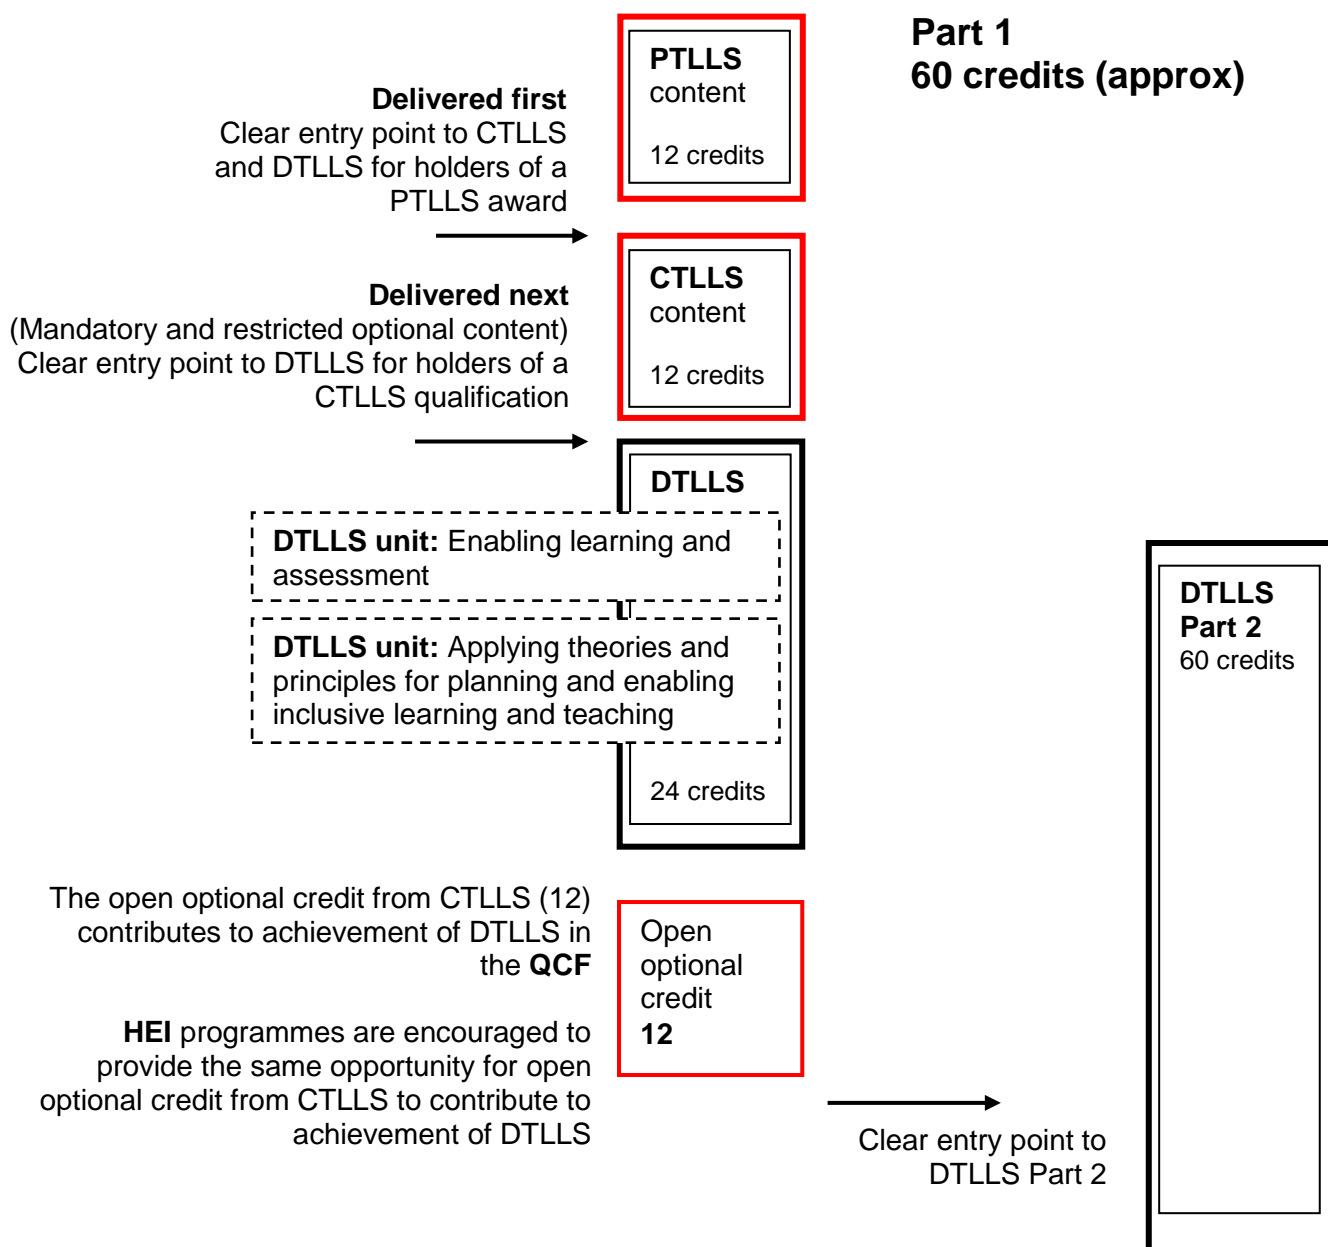 Part 1
60 credits (approx)
PTLLS
content
12 credits
Delivered first
Clear entry point to CTLLS
and DTLLS for holders of a
PTLLS award
CTLLS
content
12 credits
Delivered next
(Mandatory and restricted optional content)
Clear entry point to DTLLS for holders of a
CTLLS qualification
DTLLS
DTLLS unit: Enabling learning and
assessment
DTLLS unit: Applying theories and
principles for planning and enabling
inclusive learning and teaching
24 credits
DTLLS
Part 2
60 credits
The open optional credit from CTLLS (12)
contributes to achievement of DTLLS in
the QCF
HEI programmes are encouraged to
provide the same opportunity for open
optional credit from CTLLS to contribute to
achievement of DTLLS
Open
optional
credit
12
Clear entry point to
DTLLS Part 2